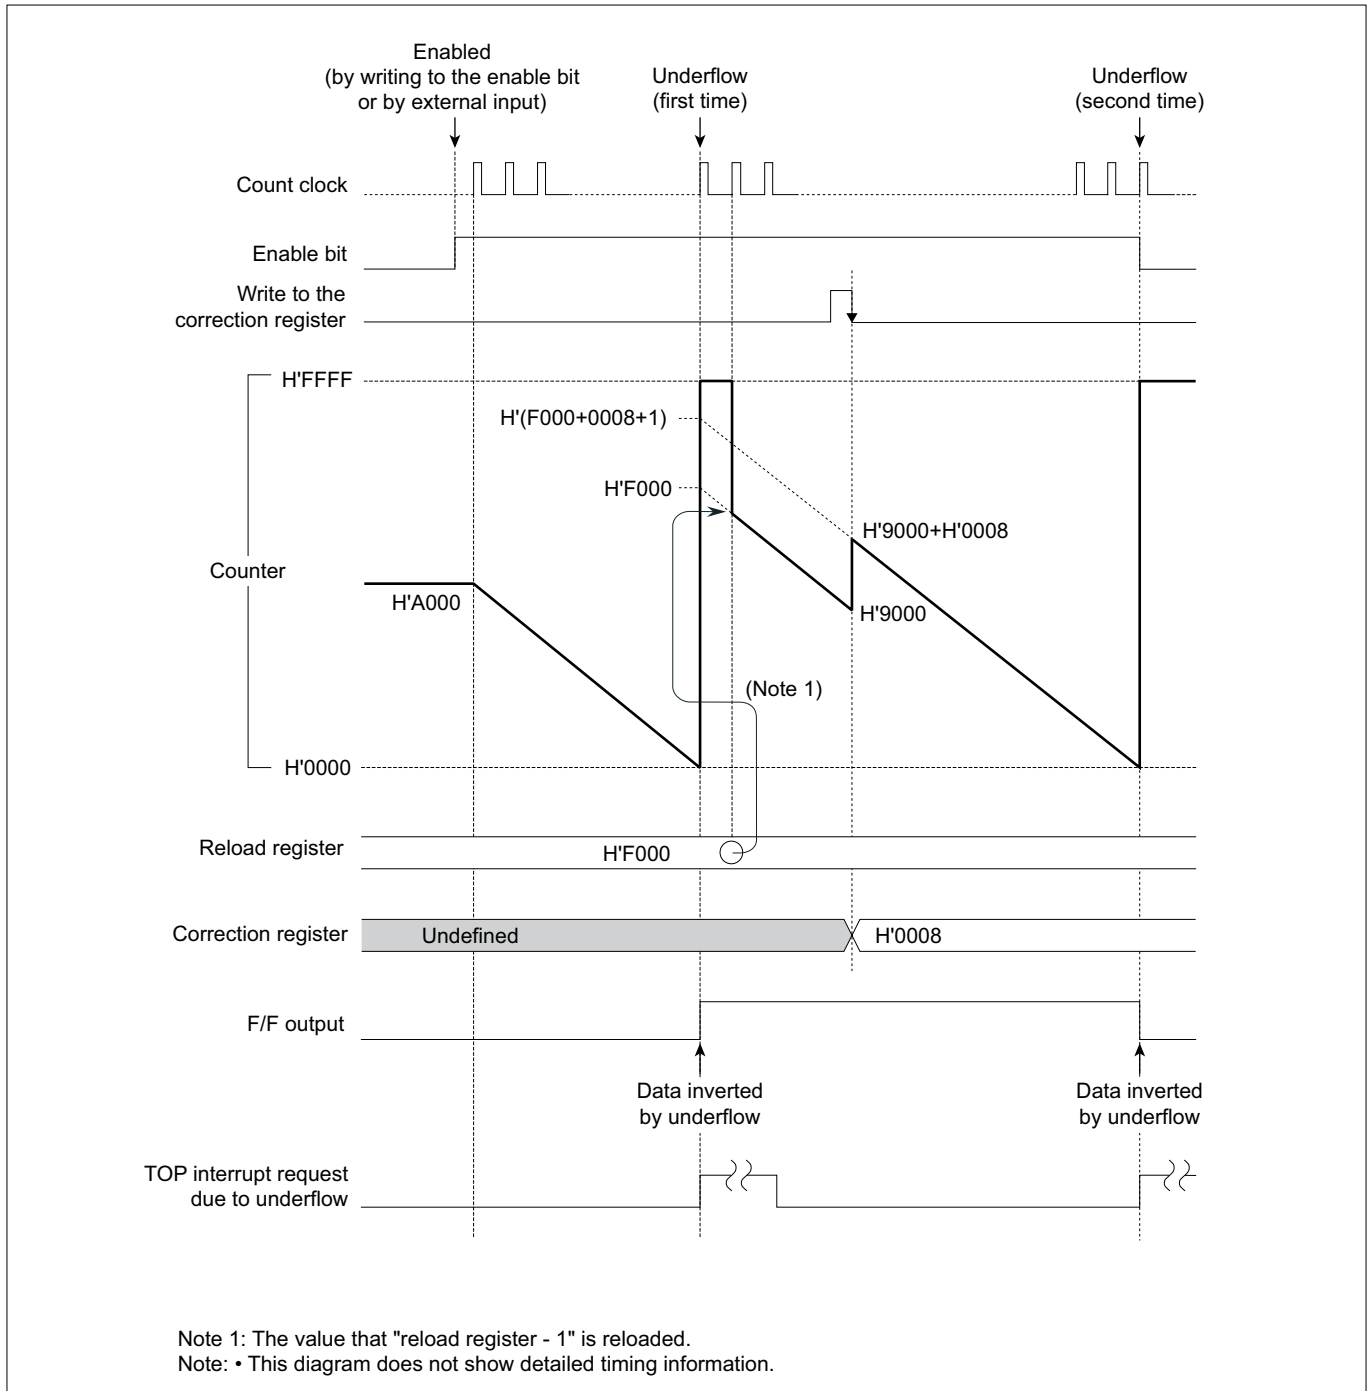 Enabled
(by writing to the enable bit
or by external input)
Underflow
(first time)
Underflow
(second time)
Count clock
Enable bit
Write to the
correction register
H'FFFF
H'(F000+0008+1)
H'F000
H'9000+H'0008
Counter
H'A000
H'9000
(Note 1)
H'0000
Reload register
H'F000
Correction register
Undefined
H'0008
F/F output
Data inverted
by underflow
Data inverted
by underflow
TOP interrupt request
due to underflow
Note 1: The value that "reload register - 1" is reloaded.
Note: • This diagram does not show detailed timing information.